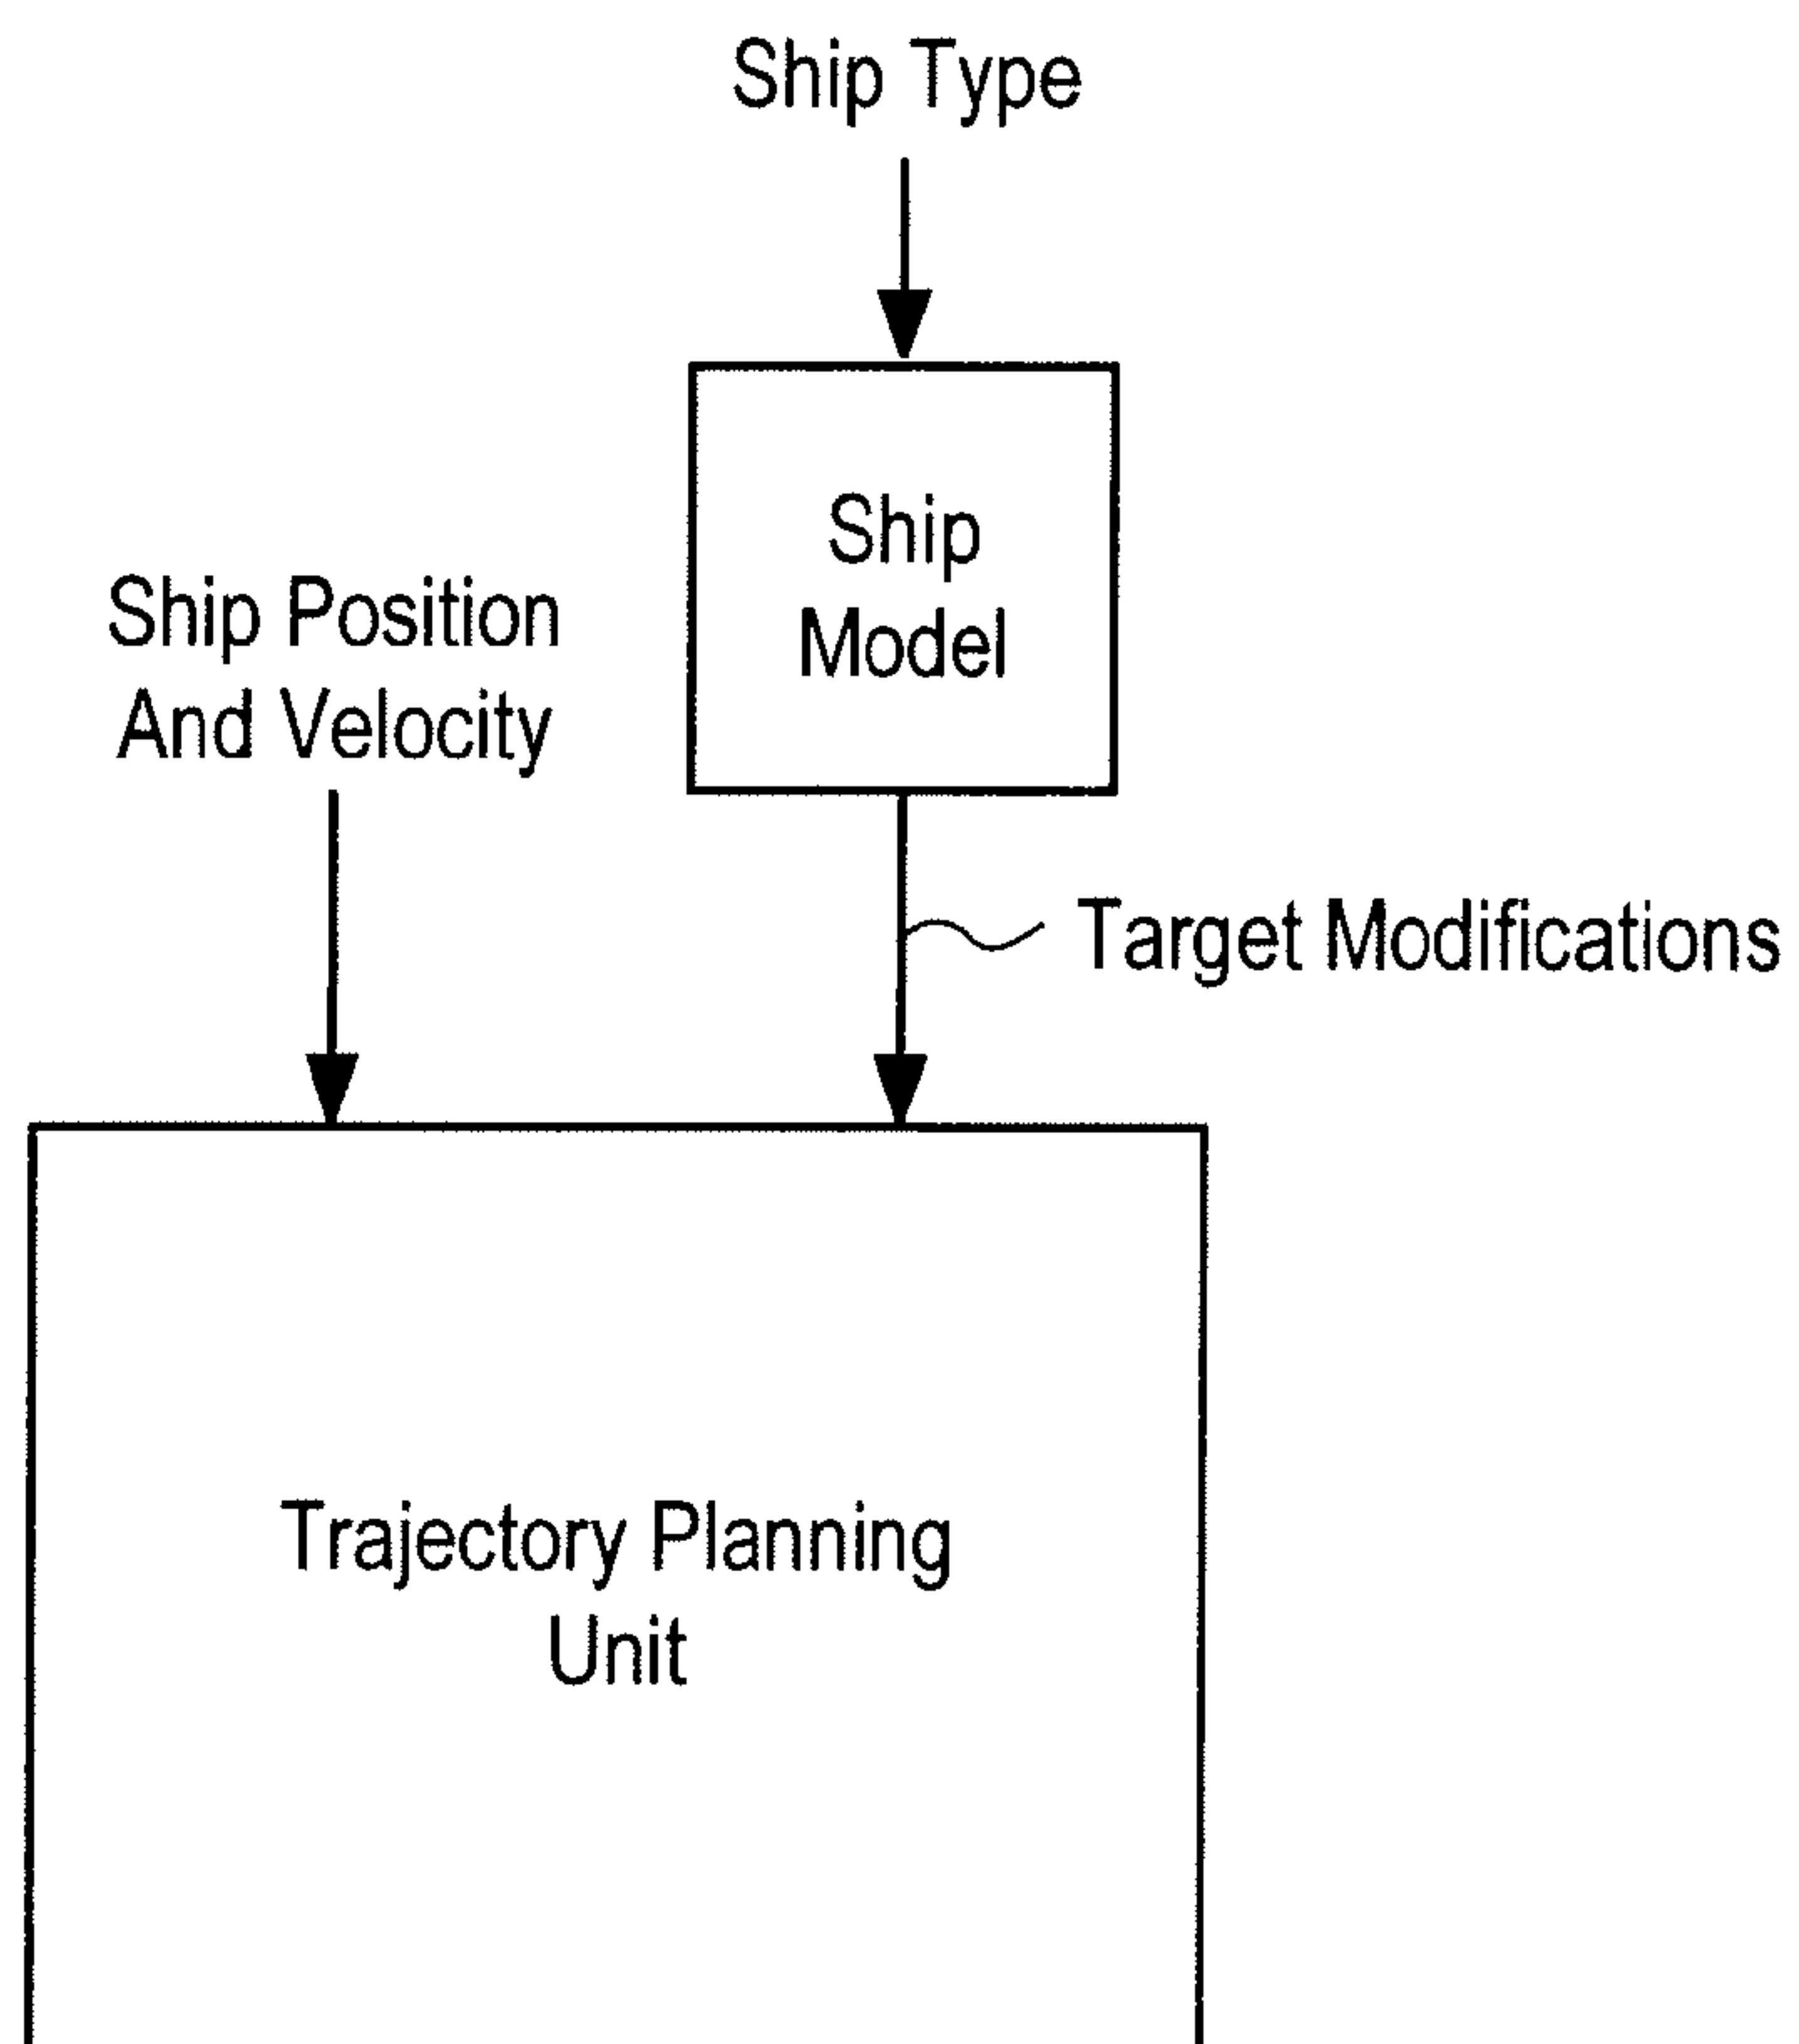 Ship Type
Ship
Model
Ship Position
And Velocity
Target Modifications
Trajectory Planning
Unit